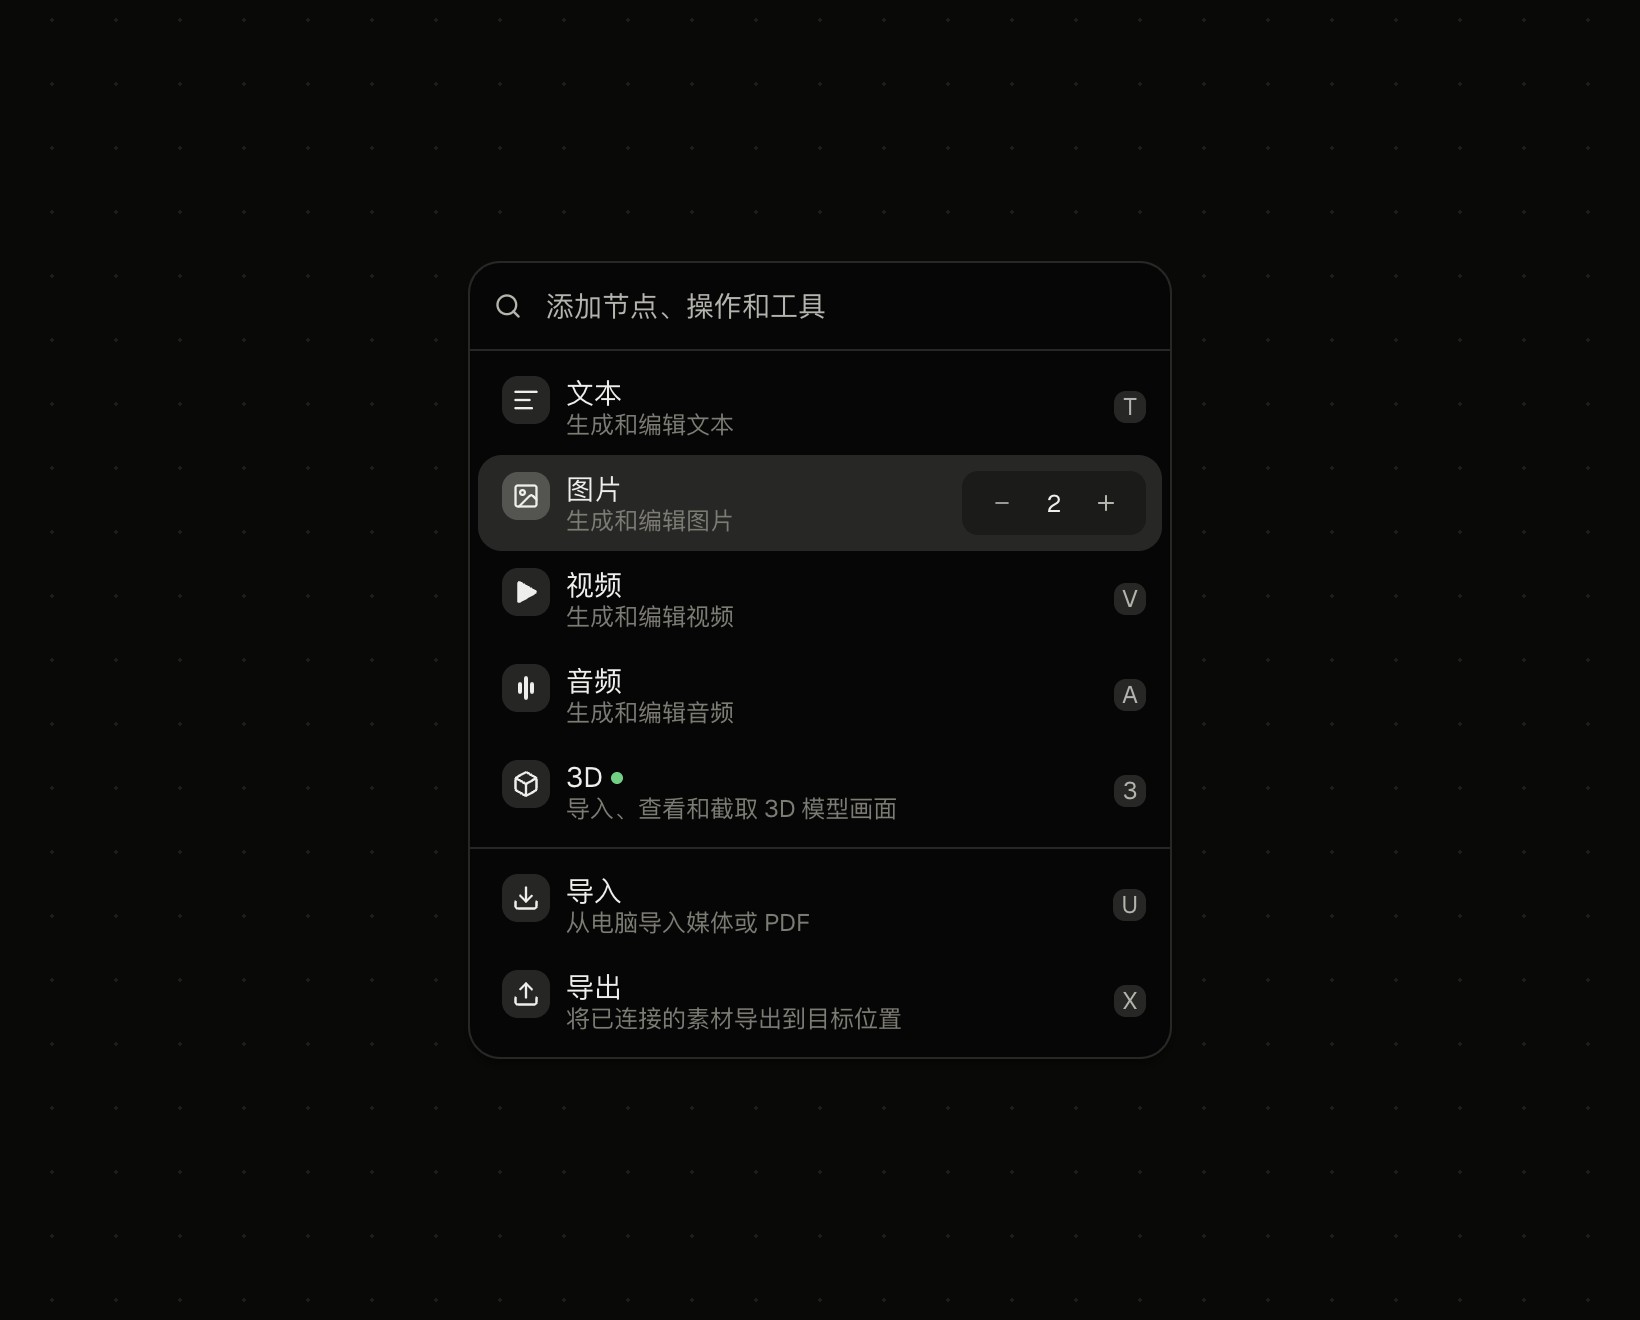 添加节点、操作和工具
文本
生成和编辑文本
T
图片
生成和编辑图片
− 2 +
视频
生成和编辑视频
V
音频
生成和编辑音频
A
3D
导入、查看和截取 3D 模型画面
3
导入
从电脑导入媒体或 PDF
U
导出
将已连接的素材导出到目标位置
X